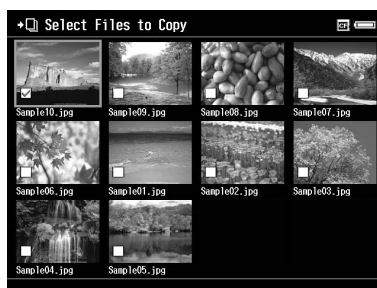 Select Files to Copy
CF
Sample10.jpg
Sample09.jpg
Sample08.jpg
Sample07.jpg
Sample06.jpg
Sample01.jpg
Sample02.jpg
Sample03.jpg
Sample04.jpg
Sample05.jpg